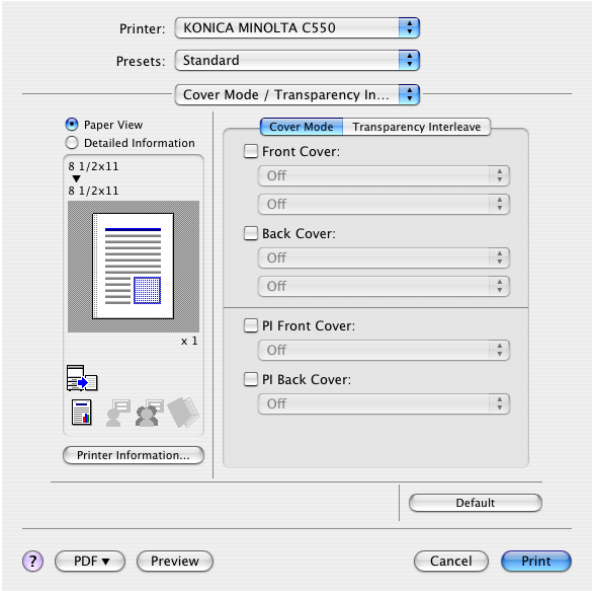 Printer: KONICA MINOLTA C550
Presets: Standard
Cover Mode / Transparency In...
Paper View
Detailed Information
8 1/2x11
8 1/2x11
x 1
Printer Information...
Cover Mode Transparency Interleave
Front Cover:
Off
Off
Back Cover:
Off
Off
PI Front Cover:
Off
PI Back Cover:
Off
Default
? PDF Preview Cancel Print